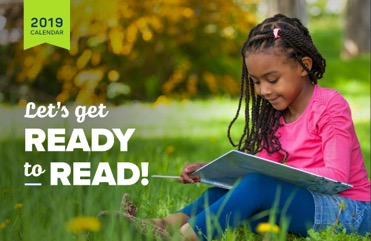 2019
CALENDAR
Let's get
READY
to READ!